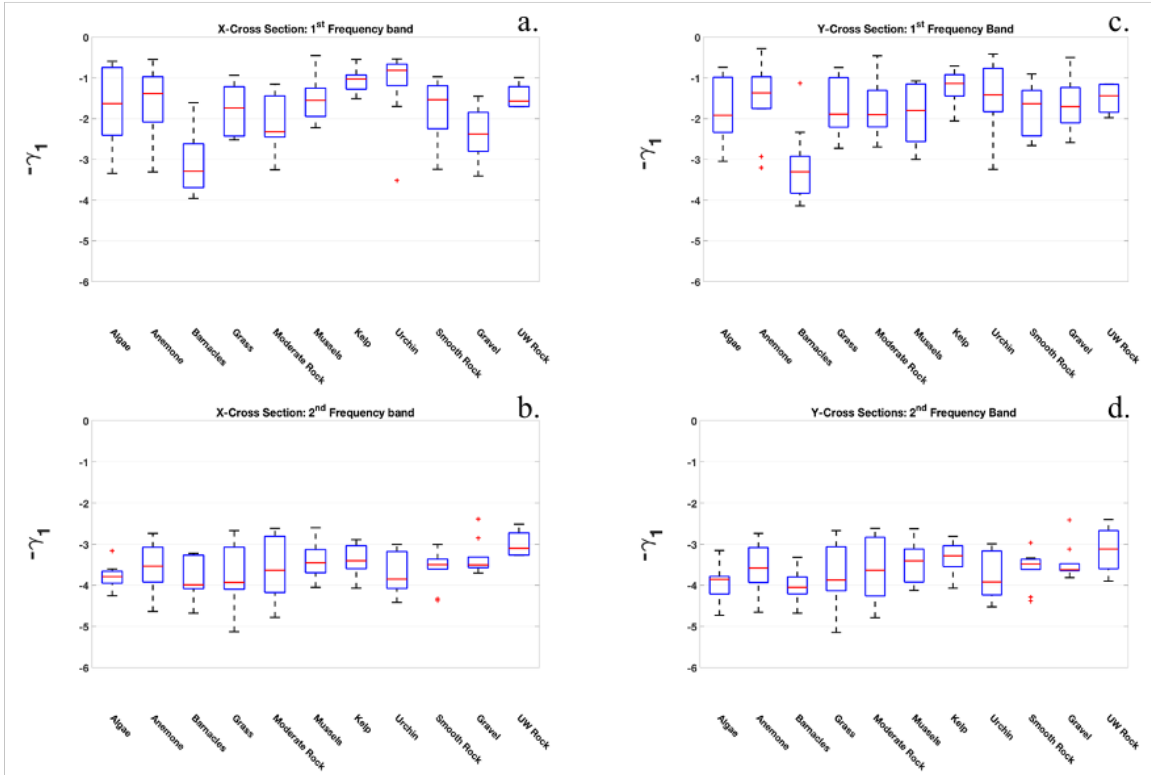 X-Cross Section: 1st Frequency band
a.
0
-1
-2
-3
-4
-5
-6
-γ1
Algae
Anemone
Barnacles
Grass
Moderate Rock
Mussels
Kelp
Urchin
Smooth Rock
Gravel
UW Rock
Y-Cross Section: 1st Frequency Band
c.
0
-1
-2
-3
-4
-5
-6
-γ1
Algae
Anemone
Barnacles
Grass
Moderate Rock
Mussels
Kelp
Urchin
Smooth Rock
Gravel
UW Rock
X-Cross Section: 2nd Frequency band
b.
0
-1
-2
-3
-4
-5
-6
-γ1
Algae
Anemone
Barnacles
Grass
Moderate Rock
Mussels
Kelp
Urchin
Smooth Rock
Gravel
UW Rock
Y-Cross Sections: 2nd Frequency Band
d.
0
-1
-2
-3
-4
-5
-6
-γ1
Algae
Anemone
Barnacles
Grass
Moderate Rock
Mussels
Kelp
Urchin
Smooth Rock
Gravel
UW Rock